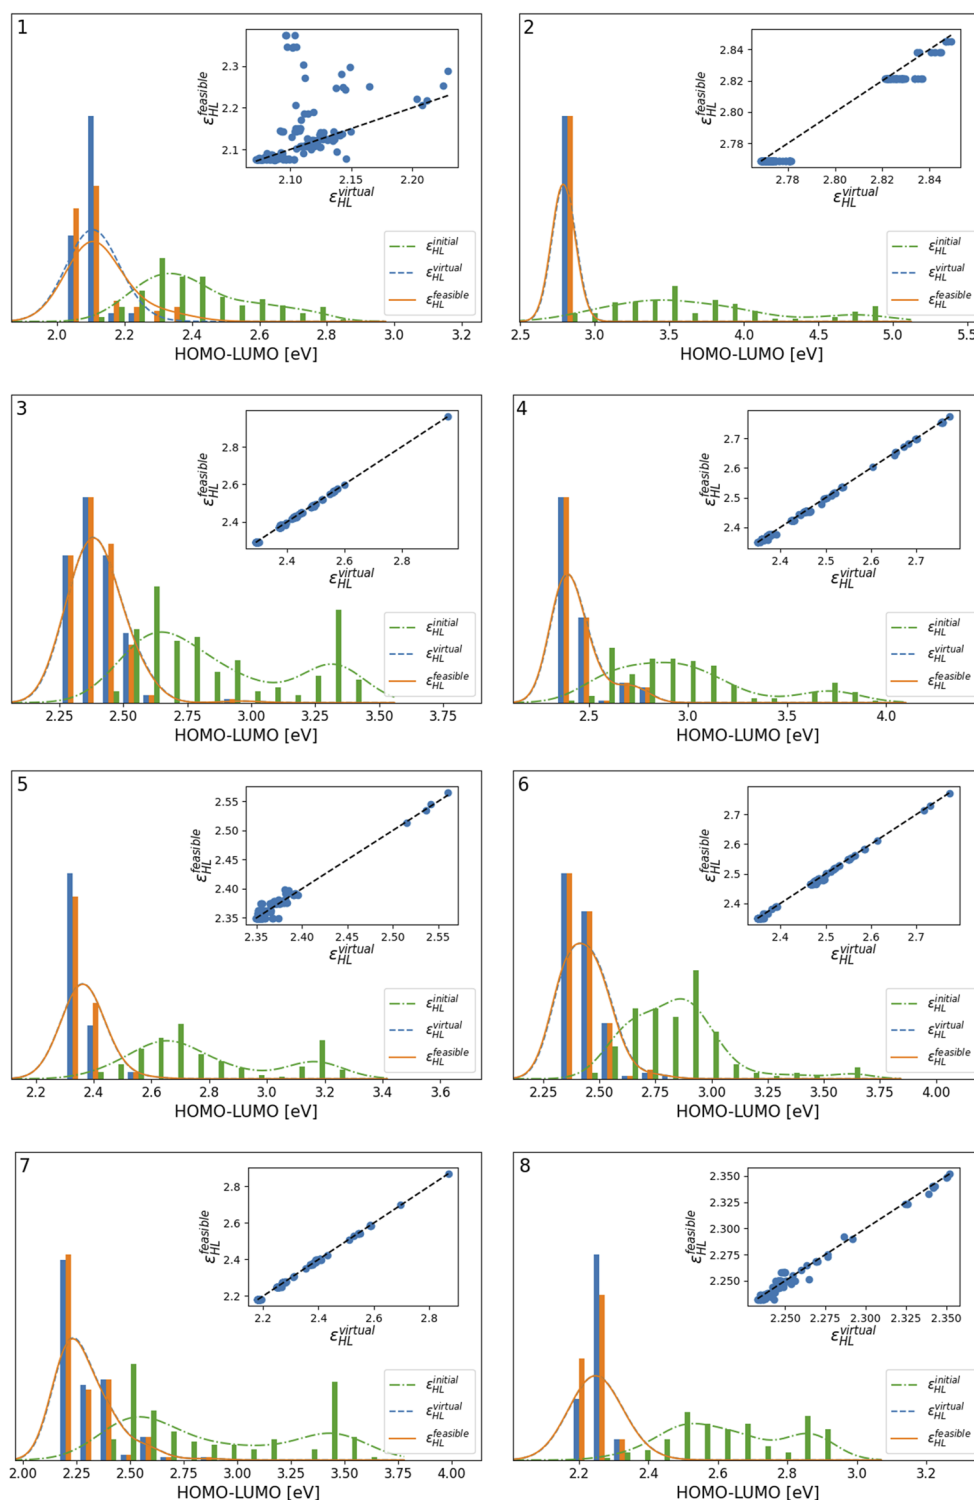 1
2.3
2.2
2.1
ε_HL^feasible
2.10 2.15 2.20
ε_HL^virtual
ε_HL^initial
ε_HL^virtual
ε_HL^feasible
2.0 2.2 2.4 2.6 2.8 3.0 3.2
HOMO-LUMO [eV]
2
2.84
2.82
2.80
2.78
ε_HL^feasible
2.78 2.80 2.82 2.84
ε_HL^virtual
ε_HL^initial
ε_HL^virtual
ε_HL^feasible
2.5 3.0 3.5 4.0 4.5 5.0 5.5
HOMO-LUMO [eV]
3
2.8
2.6
2.4
ε_HL^feasible
2.4 2.6 2.8
ε_HL^virtual
ε_HL^initial
ε_HL^virtual
ε_HL^feasible
2.25 2.50 2.75 3.00 3.25 3.50 3.75
HOMO-LUMO [eV]
4
2.7
2.6
2.5
2.4
ε_HL^feasible
2.4 2.5 2.6 2.7
ε_HL^virtual
ε_HL^initial
ε_HL^virtual
ε_HL^feasible
2.5 3.0 3.5 4.0
HOMO-LUMO [eV]
5
2.55
2.50
2.45
2.40
2.35
ε_HL^feasible
2.35 2.40 2.45 2.50 2.55
ε_HL^virtual
ε_HL^initial
ε_HL^virtual
ε_HL^feasible
2.2 2.4 2.6 2.8 3.0 3.2 3.4 3.6
HOMO-LUMO [eV]
6
2.7
2.6
2.5
2.4
ε_HL^feasible
2.4 2.5 2.6 2.7
ε_HL^virtual
ε_HL^initial
ε_HL^virtual
ε_HL^feasible
2.25 2.50 2.75 3.00 3.25 3.50 3.75 4.00
HOMO-LUMO [eV]
7
2.8
2.6
2.4
2.2
ε_HL^feasible
2.2 2.4 2.6 2.8
ε_HL^virtual
ε_HL^initial
ε_HL^virtual
ε_HL^feasible
2.00 2.25 2.50 2.75 3.00 3.25 3.50 3.75 4.00
HOMO-LUMO [eV]
8
2.350
2.325
2.300
2.275
2.250
ε_HL^feasible
2.250 2.275 2.300 2.325 2.350
ε_HL^virtual
ε_HL^initial
ε_HL^virtual
ε_HL^feasible
2.2 2.4 2.6 2.8 3.0 3.2
HOMO-LUMO [eV]